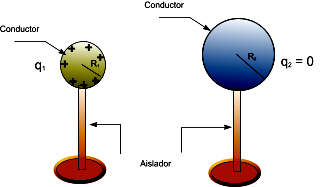 Conductor
Conductor
R₁
q₁
R₂
q₂ = 0
Aislador